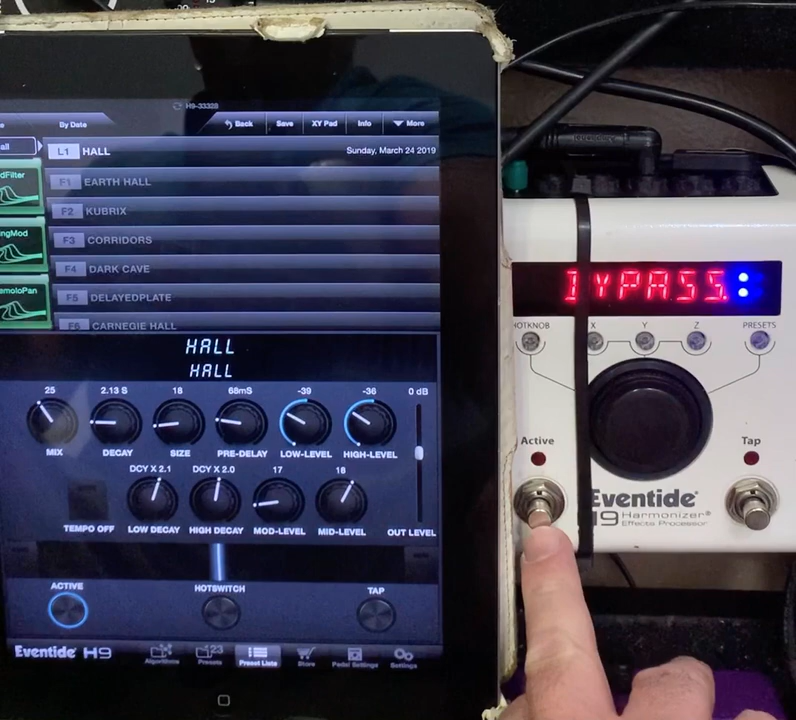 H9-33328
By Date
Back Save XY Pad Info More
L1 HALL Sunday, March 24 2019
F1 EARTH HALL
F2 KUBRIX
F3 CORRIDORS
F4 DARK CAVE
F5 DELAYEDPLATE
F6 CARNEGIE HALL
HALL
HALL
25 2.13 S 18 68mS -39 -36 0 dB
MIX DECAY SIZE PRE-DELAY LOW-LEVEL HIGH-LEVEL
DCY X 2.1 DCY X 2.0 17 18
TEMPO OFF LOW DECAY HIGH DECAY MOD-LEVEL MID-LEVEL OUT LEVEL
ACTIVE HOTSWITCH TAP
Eventide H9
Algorithms Presets Preset Lists Store Pedal Settings Settings
YPASS
HOTKNOB X Y Z PRESETS
Active Tap
Eventide®
H9 Harmonizer®
Effects Processor